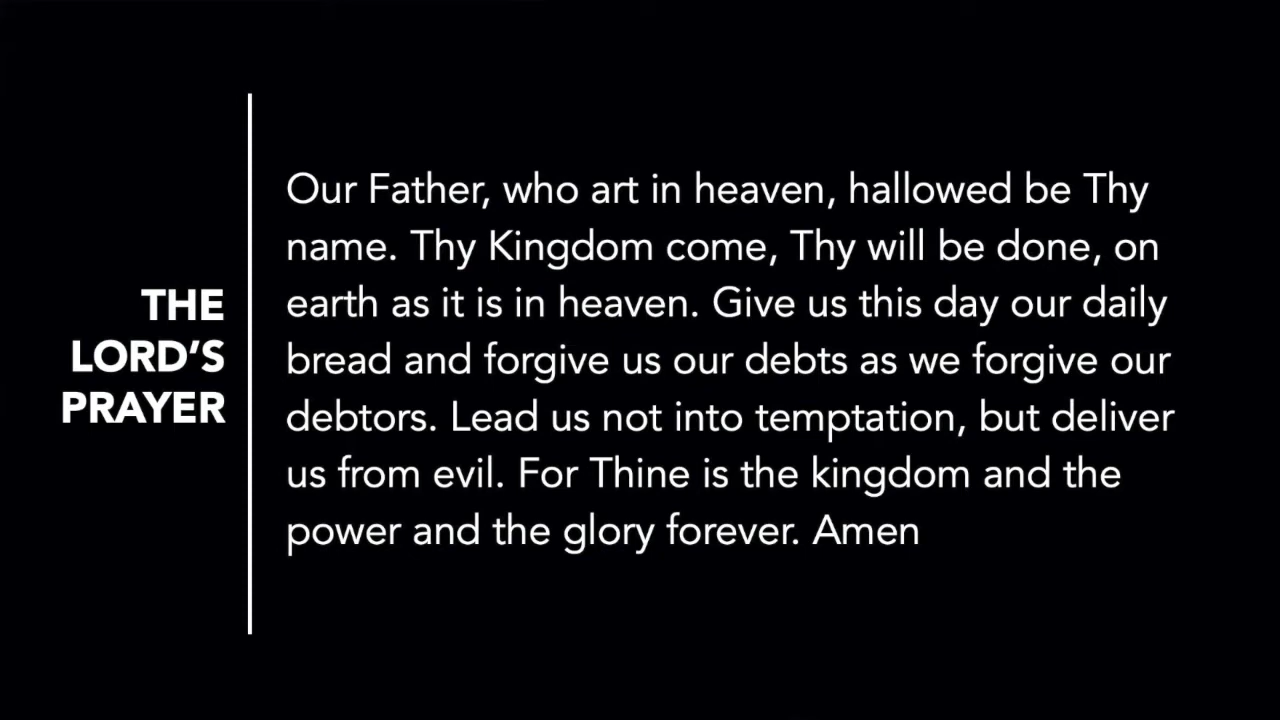 THE
LORD’S
PRAYER
Our Father, who art in heaven, hallowed be Thy
name. Thy Kingdom come, Thy will be done, on
earth as it is in heaven. Give us this day our daily
bread and forgive us our debts as we forgive our
debtors. Lead us not into temptation, but deliver
us from evil. For Thine is the kingdom and the
power and the glory forever. Amen